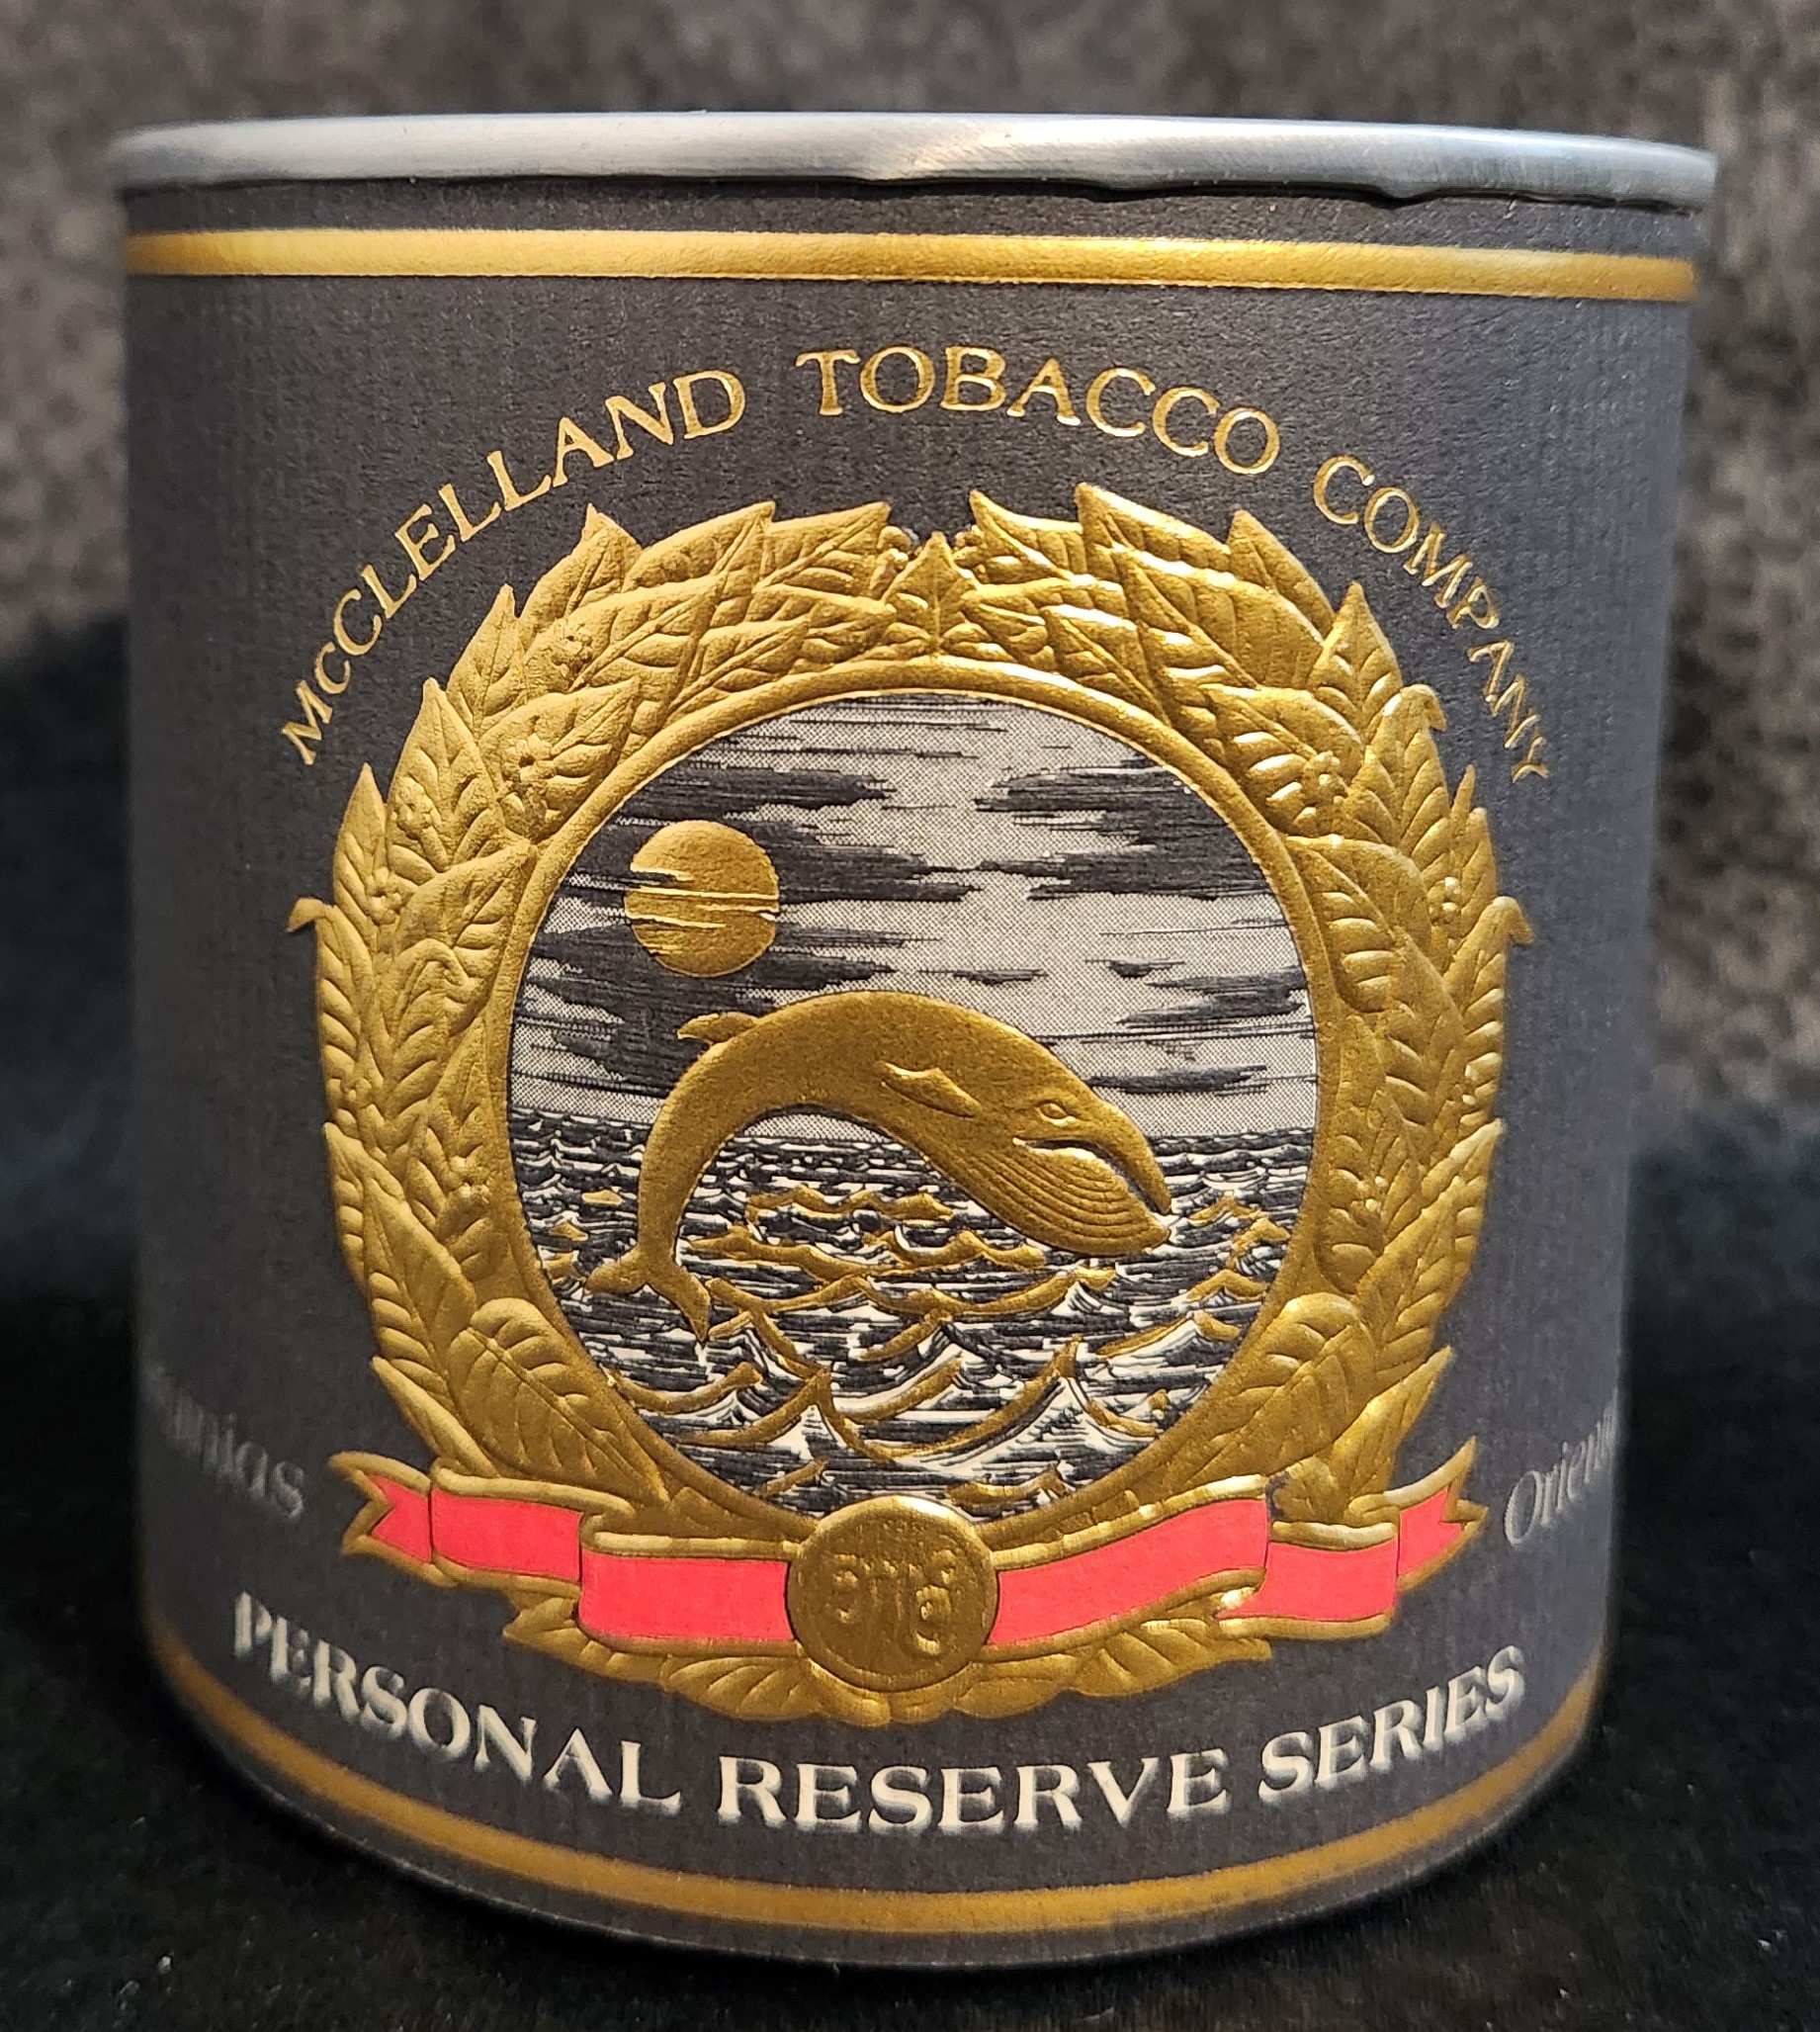 McCLELLAND TOBACCO COMPANY
PERSONAL RESERVE SERIES